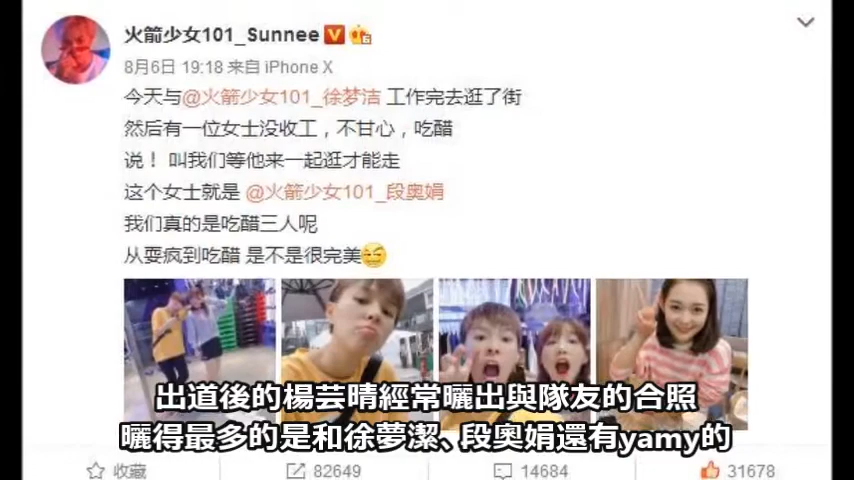 火箭少女101_Sunnee
8月6日 19:18 来自 iPhone X
今天与@火箭少女101_徐梦洁 工作完去逛了街
然后有一位女士没收工，不甘心，吃醋
说！ 叫我们等他来一起逛才能走
这个女士就是 @火箭少女101_段奥娟
我们真的是吃醋三人呢
从耍疯到吃醋 是不是很完美
出道後的楊芸晴經常曬出與隊友的合照
曬得最多的是和徐夢潔、段奧娟還有yamy的
收藏 82649 14684 31678